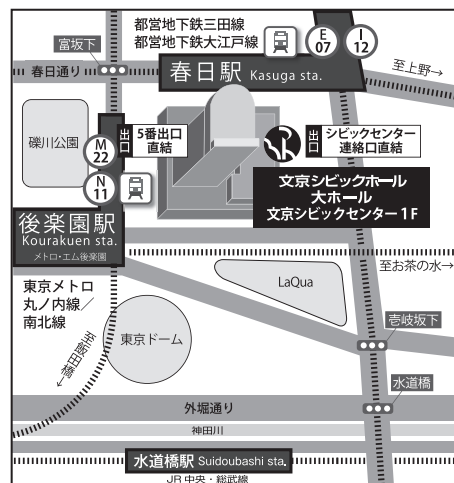 都営地下鉄三田線
都営地下鉄大江戸線
E
07
I
12
富坂下
春日通り
春日駅 Kasuga sta.
至上野→
礫川公園
M
22
出口
5番出口
直結
出口
シビックセンター
連絡口直結
N
11
文京シビックホール
大ホール
文京シビックセンター1F
後楽園駅
Kourakuen sta.
メトロ・エム後楽園
至お茶の水→
東京メトロ
丸ノ内線／
南北線
LaQua
至飯田橋→
東京ドーム
壱岐坂下
外堀通り
水道橋
神田川
水道橋駅 Suidoubashi sta.
JR中央・総武線